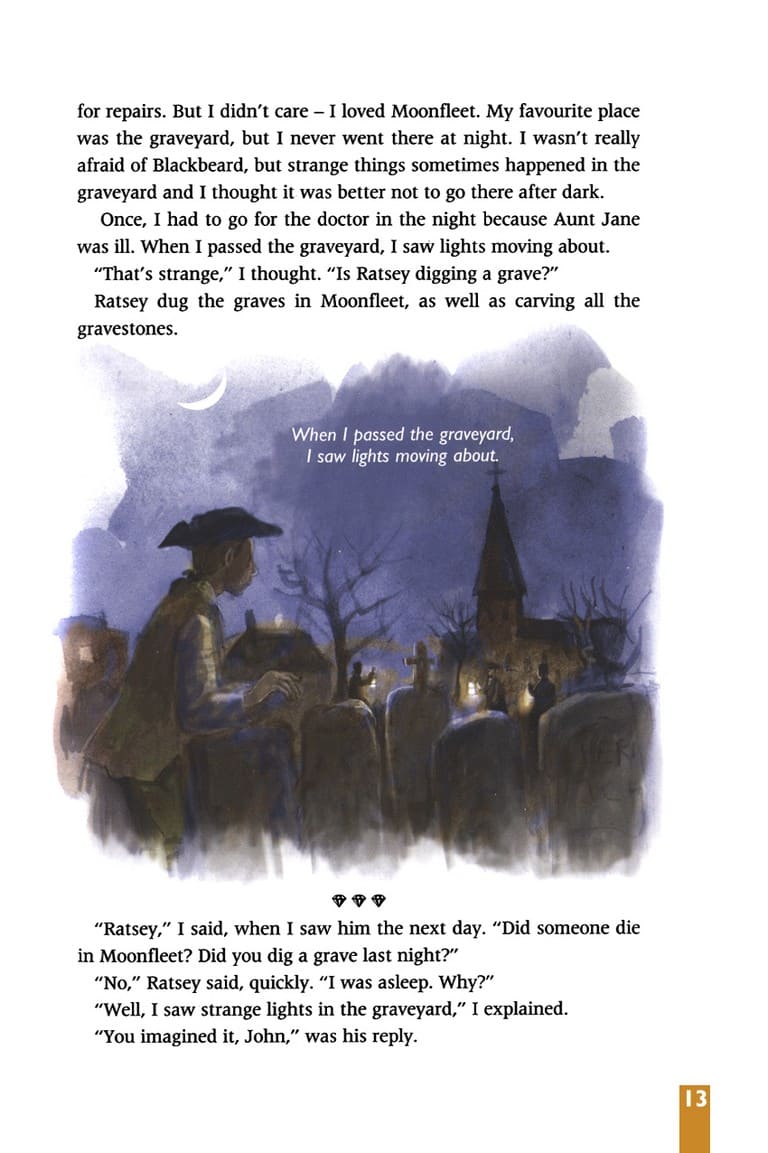 for repairs. But I didn't care – I loved Moonfleet. My favourite place
was the graveyard, but I never went there at night. I wasn't really
afraid of Blackbeard, but strange things sometimes happened in the
graveyard and I thought it was better not to go there after dark.
Once, I had to go for the doctor in the night because Aunt Jane
was ill. When I passed the graveyard, I saw lights moving about.
"That's strange," I thought. "Is Ratsey digging a grave?"
Ratsey dug the graves in Moonfleet, as well as carving all the
gravestones.
When I passed the graveyard,
I saw lights moving about.
"Ratsey," I said, when I saw him the next day. "Did someone die
in Moonfleet? Did you dig a grave last night?"
"No," Ratsey said, quickly. "I was asleep. Why?"
"Well, I saw strange lights in the graveyard," I explained.
"You imagined it, John," was his reply.
13